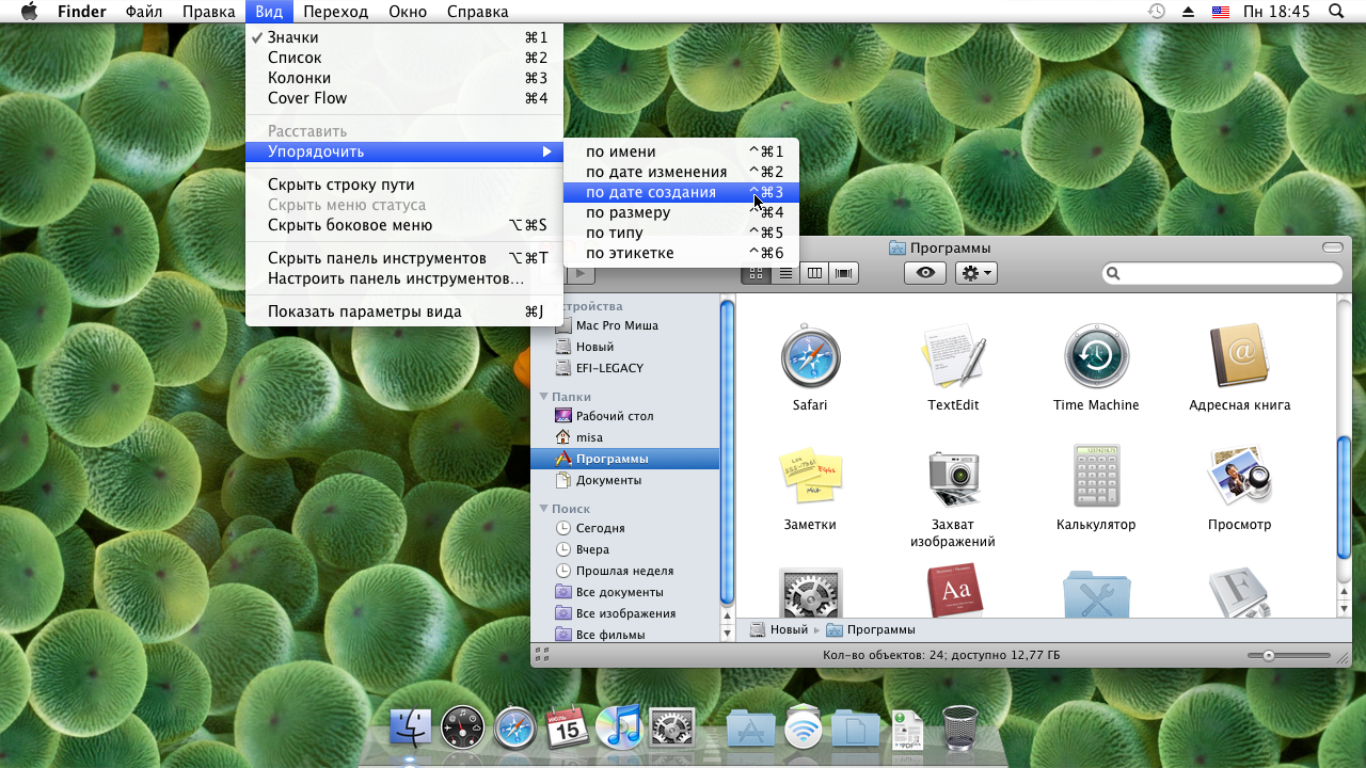 Finder Файл Правка Вид Переход Окно Справка Пн 18:45
✓ Значки ⌘1
Список ⌘2
Колонки ⌘3
Cover Flow ⌘4
Расставить
Упорядочить ▶
Скрыть строку пути
Скрыть меню статуса
Скрыть боковое меню ⌥⌘S
Скрыть панель инструментов ⌥⌘T
Настроить панель инструментов…
Показать параметры вида ⌘J
по имени ^⌘1
по дате изменения ^⌘2
по дате создания ^⌘3
по размеру ^⌘4
по типу ^⌘5
по этикетке ^⌘6
Программы
стройства
Mac Pro Миша
Новый
EFI-LEGACY
Папки
Рабочий стол
misa
Программы
Документы
Поиск
Сегодня
Вчера
Прошлая неделя
Все документы
Все изображения
Все фильмы
Safari TextEdit Time Machine Адресная книга
Заметки Захват изображений Калькулятор Просмотр
Aa
Новый Программы
Кол-во объектов: 24; доступно 12,77 ГБ
ИЮЛЬ
15
PDF